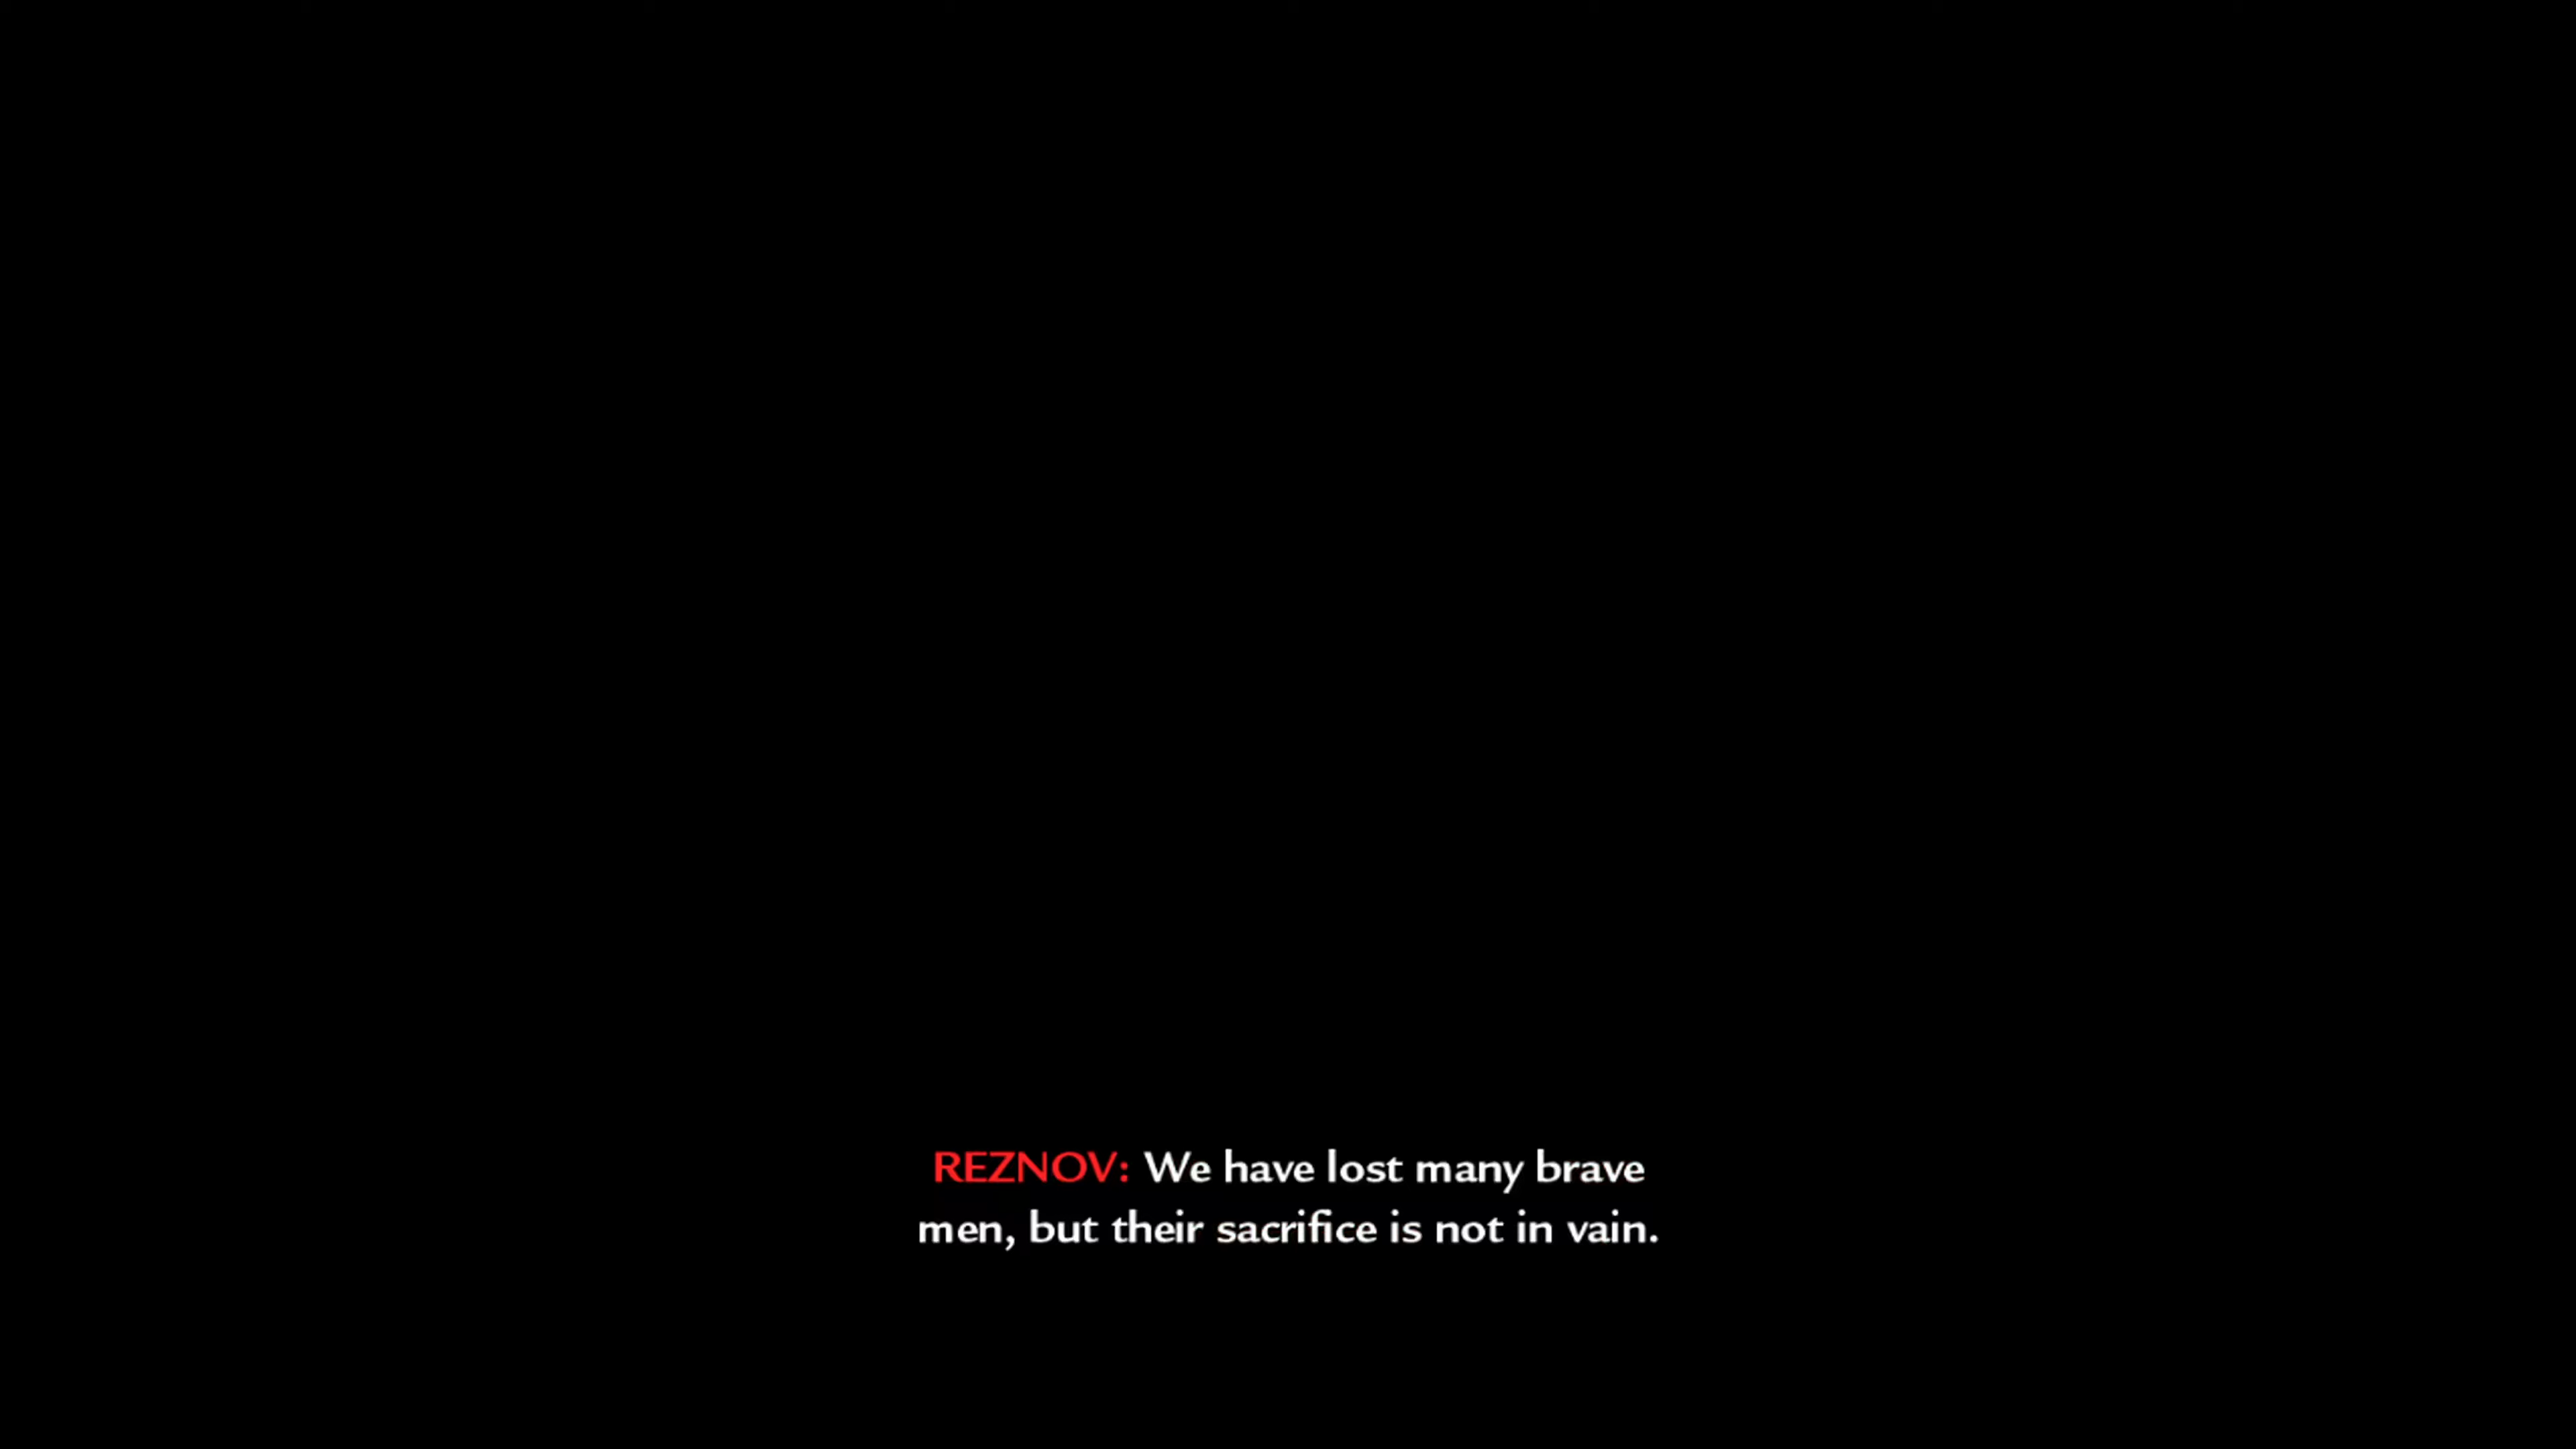 REZNOV: We have lost many brave
men, but their sacrifice is not in vain.